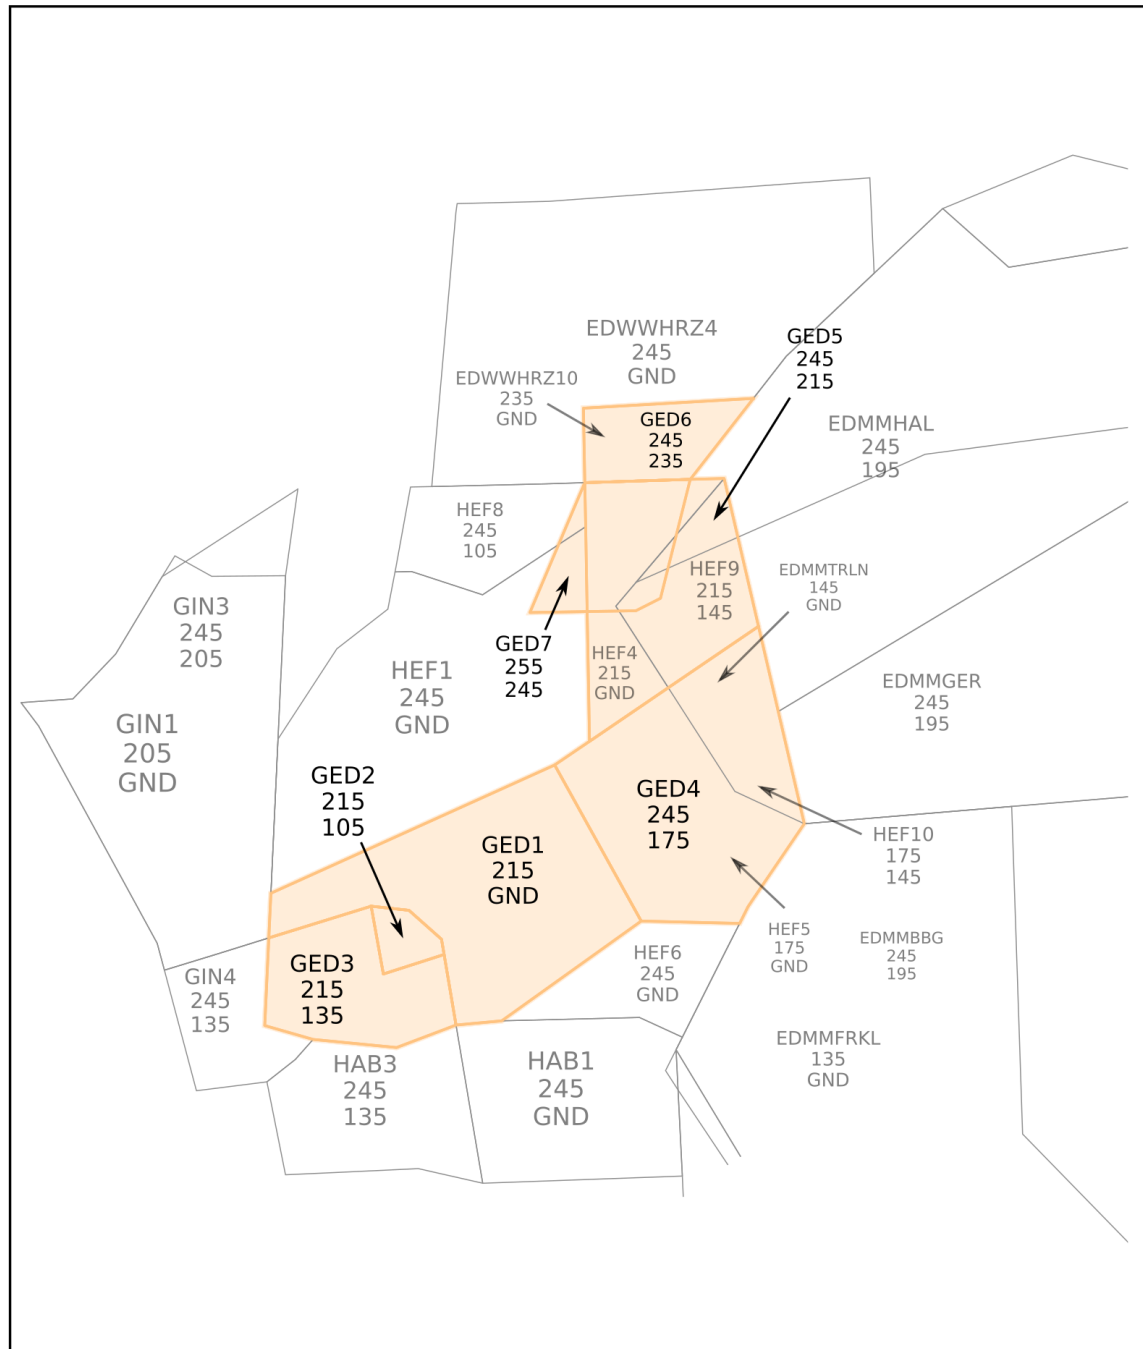 EDWWHRZ4
245
GND
GED5
245
215
EDWWHRZ10
235
GND
GED6
245
235
EDMMHAL
245
195
HEF8
245
105
HEF9
215
145
EDMMTRLN
145
GND
GIN3
245
205
GED7
255
245
HEF4
215
GND
HEF1
245
GND
EDMMGER
245
195
GIN1
205
GND
GED2
215
105
GED4
245
175
GED1
215
GND
HEF10
175
145
HEF5
175
GND
EDMMBBG
245
195
HEF6
245
GND
GED3
215
135
GIN4
245
135
EDMMFRKL
135
GND
HAB3
245
135
HAB1
245
GND